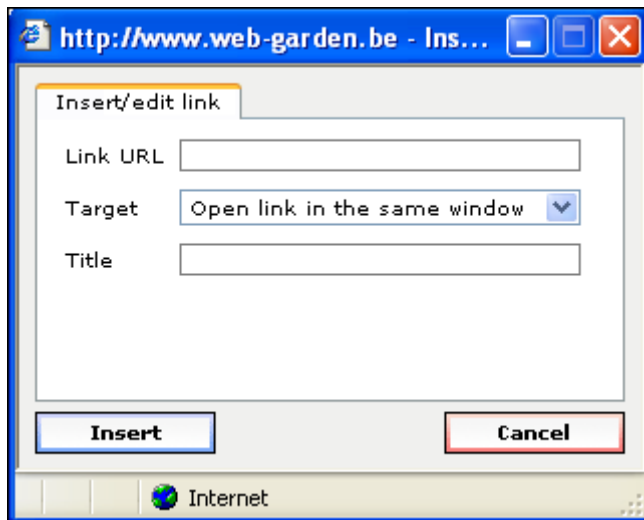 http://www.web-garden.be - Ins...
Insert/edit link
Link URL
Target Open link in the same window
Title
Insert Cancel
Internet